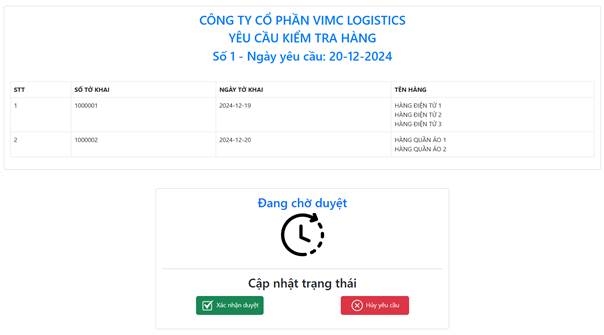 CÔNG TY CỔ PHẦN VIMC LOGISTICS
YÊU CẦU KIỂM TRA HÀNG
Số 1 - Ngày yêu cầu: 20-12-2024
STT SỐ TỜ KHAI NGÀY TỜ KHAI TÊN HÀNG
1 1000001 2024-12-19 HÀNG ĐIỆN TỬ 1
HÀNG ĐIỆN TỬ 2
HÀNG ĐIỆN TỬ 3
2 1000002 2024-12-20 HÀNG QUẦN ÁO 1
HÀNG QUẦN ÁO 2
Đang chờ duyệt
Cập nhật trạng thái
Xác nhận duyệt Hủy yêu cầu